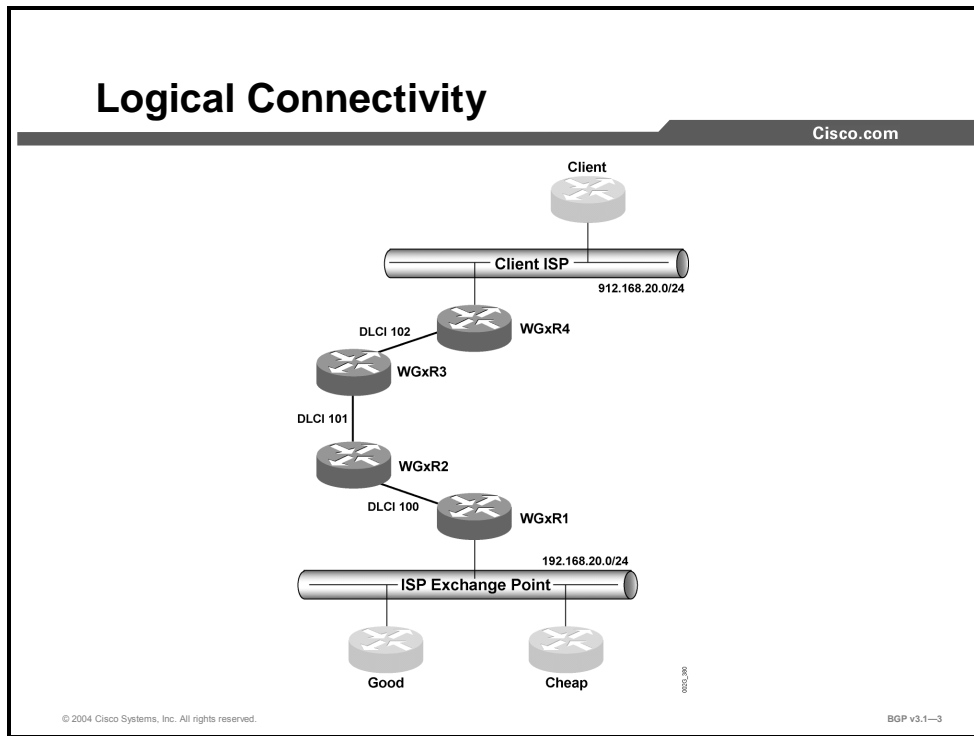 Logical Connectivity
Cisco.com
Client
Client ISP
912.168.20.0/24
WGxR4
DLCI 102
WGxR3
DLCI 101
WGxR2
DLCI 100
WGxR1
192.168.20.0/24
ISP Exchange Point
Good
Cheap
002G_380
© 2004 Cisco Systems, Inc. All rights reserved.
BGP v3.1—3